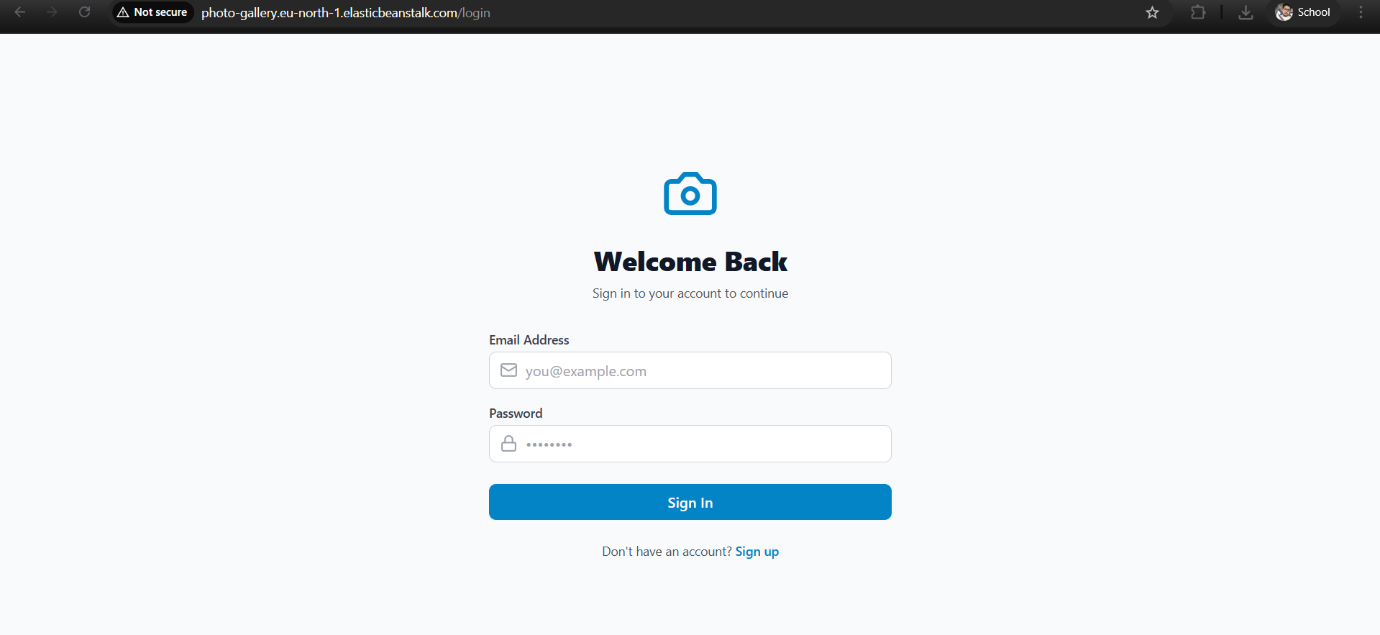 Not secure photo-gallery.eu-north-1.elasticbeanstalk.com/login School
Welcome Back
Sign in to your account to continue
Email Address
you@example.com
Password
••••••••
Sign In
Don't have an account? Sign up